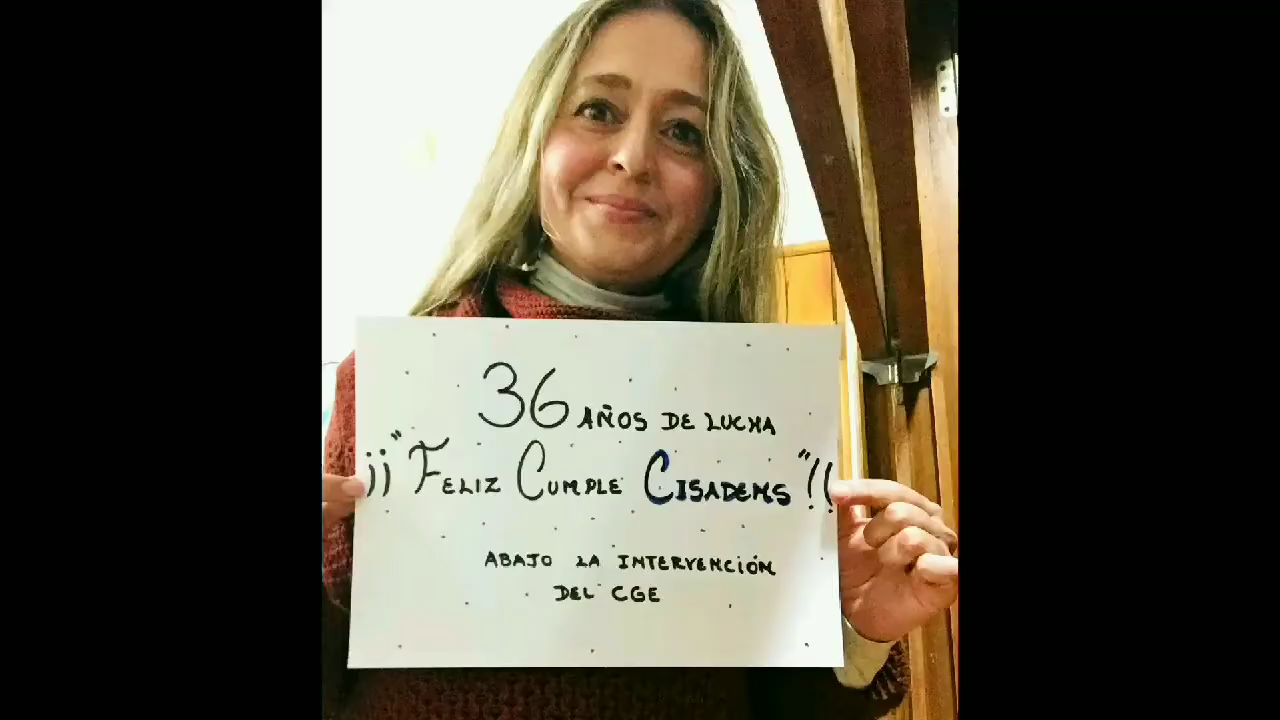 36 AÑOS DE LUCHA
¡¡"FELIZ CUMPLE CISADEMS"!!
ABAJO LA INTERVENCIÓN
DEL CGE